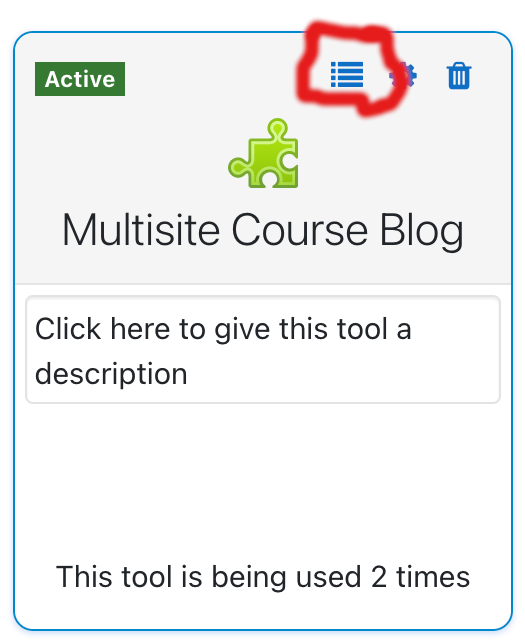 Active
Multisite Course Blog
Click here to give this tool a
description
This tool is being used 2 times